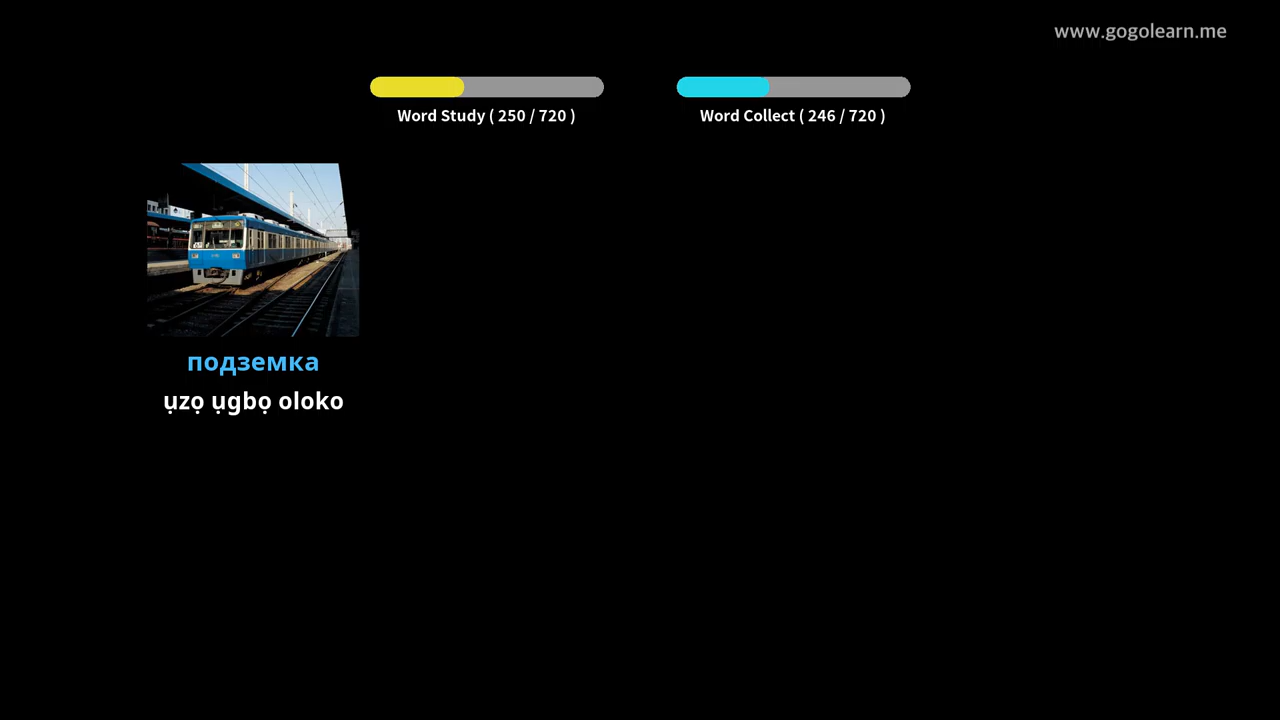 www.gogolearn.me
Word Study ( 250 / 720 )
Word Collect ( 246 / 720 )
подземка
ụzọ ụgbọ oloko